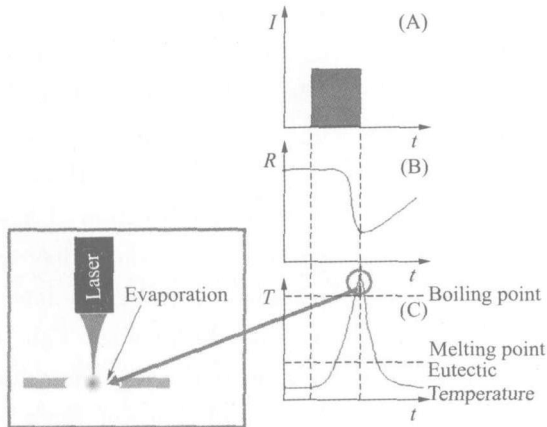 I
(A)
t
R
(B)
t
Laser
Evaporation
T
(C)
Boiling point
Melting point
Eutectic
Temperature
t